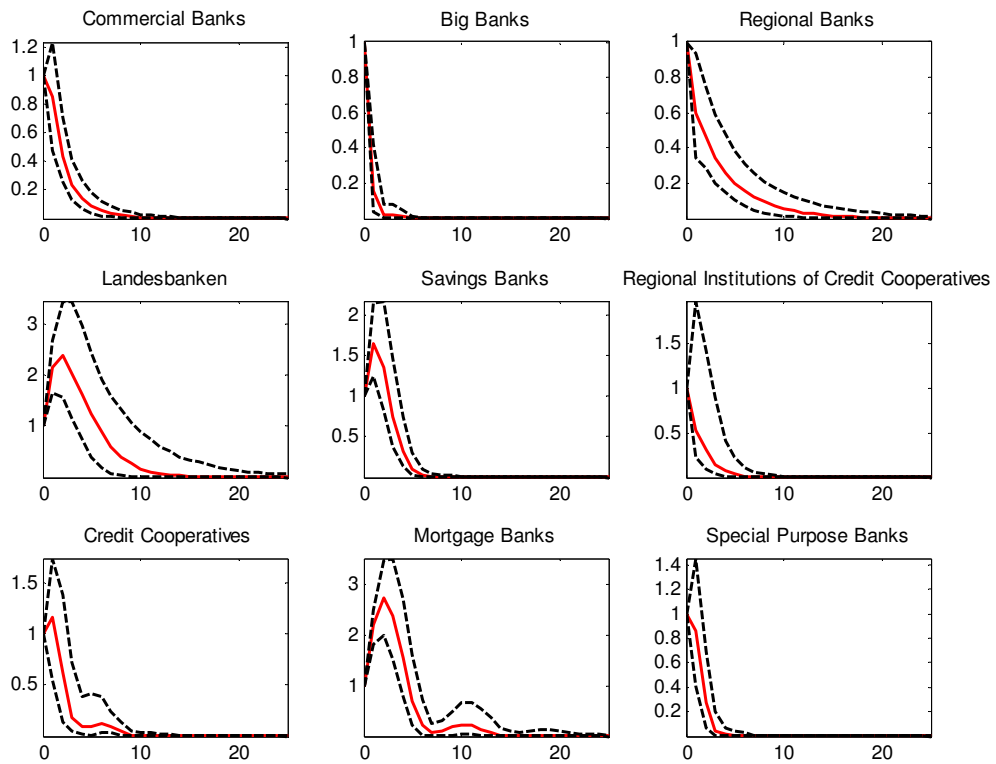 Commercial Banks
Big Banks
Regional Banks
1.2
1
0.8
0.6
0.4
0.2
0 10 20
1
0.8
0.6
0.4
0.2
0 10 20
1
0.8
0.6
0.4
0.2
0 10 20
Landesbanken
Savings Banks
Regional Institutions of Credit Cooperatives
3
2
1
0 10 20
2
1.5
1
0.5
0 10 20
1.5
1
0.5
0 10 20
Credit Cooperatives
Mortgage Banks
Special Purpose Banks
1.5
1
0.5
0 10 20
3
2
1
0 10 20
1.4
1.2
1
0.8
0.6
0.4
0.2
0 10 20